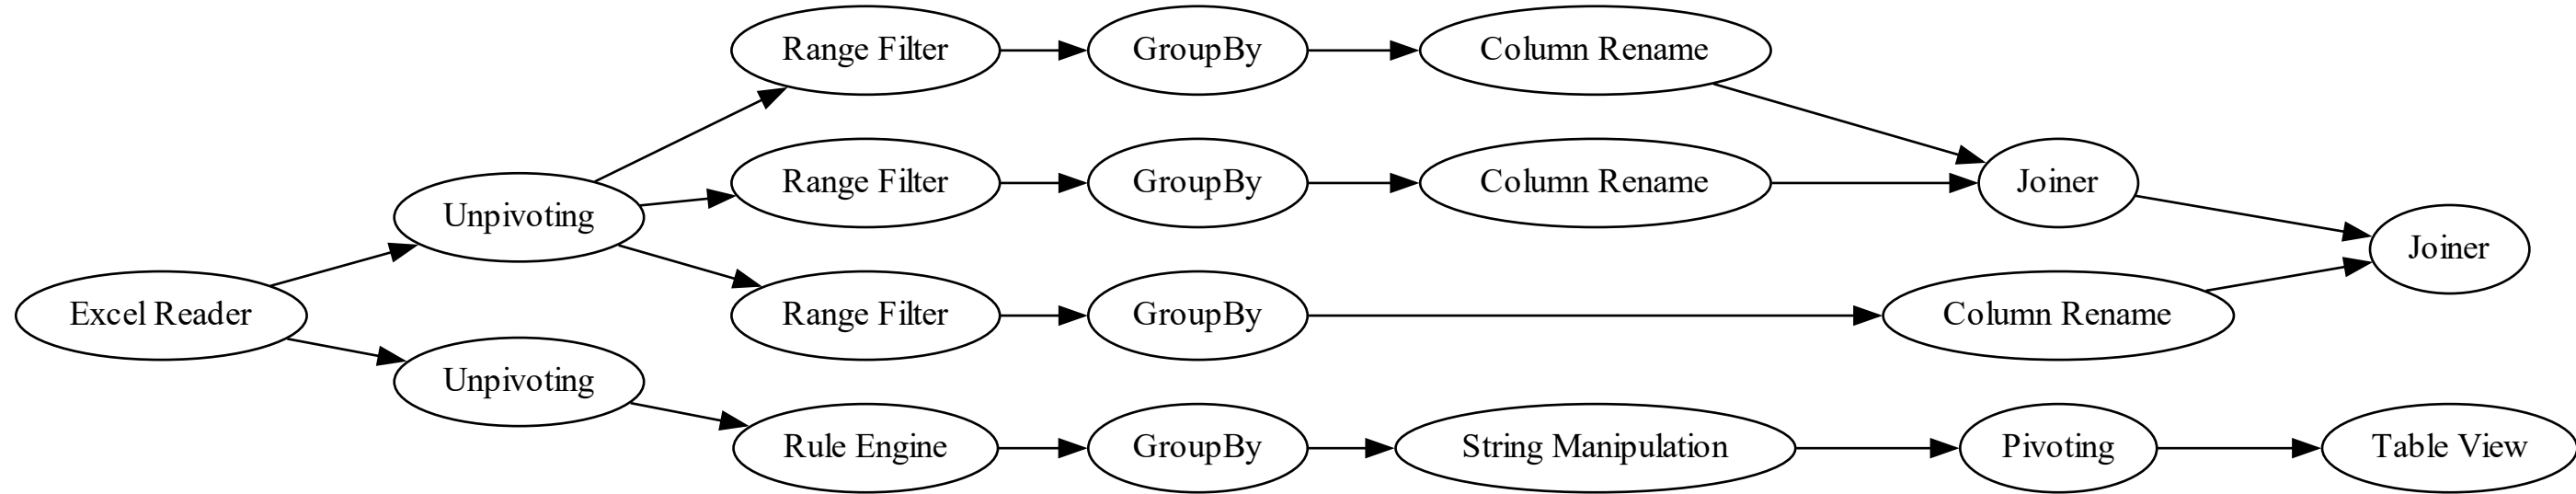 Range Filter
GroupBy
Column Rename
Range Filter
GroupBy
Column Rename
Joiner
Unpivoting
Joiner
Excel Reader
Range Filter
GroupBy
Column Rename
Unpivoting
Rule Engine
GroupBy
String Manipulation
Pivoting
Table View